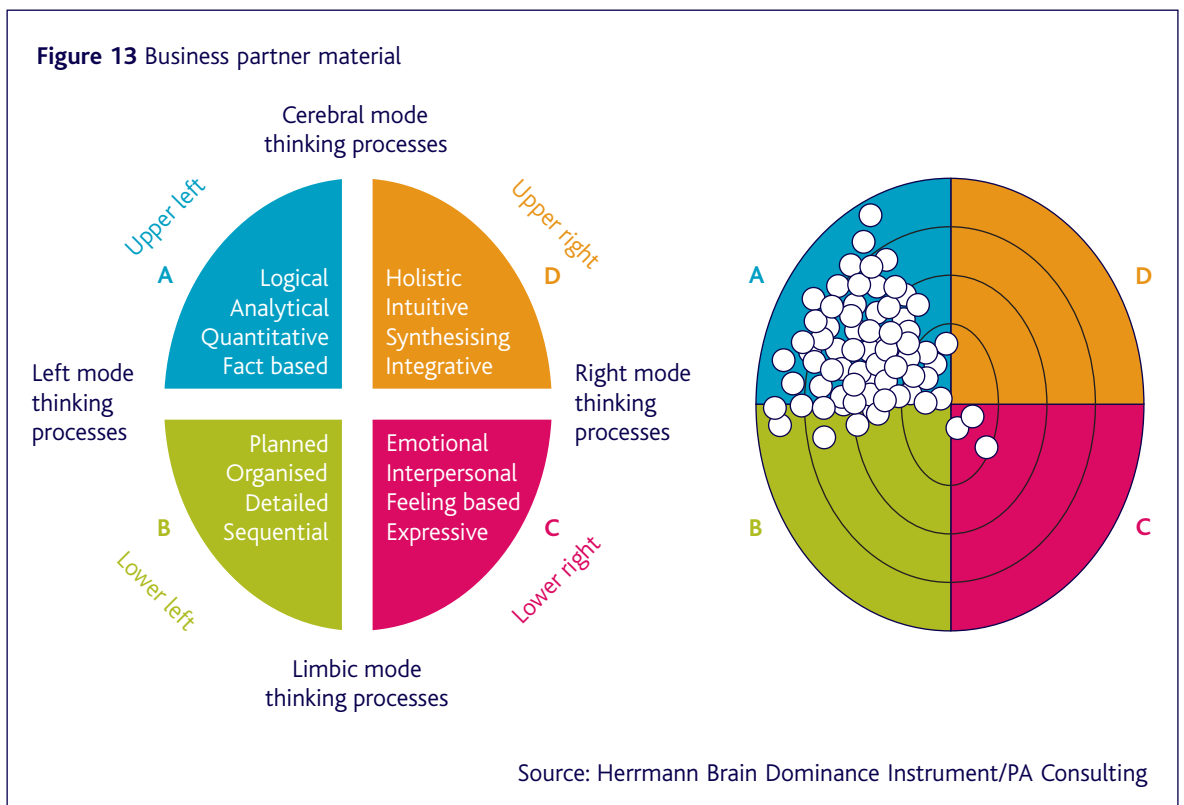 Figure 13 Business partner material
Cerebral mode
thinking processes
Upper left
Upper right
A
D
Logical
Analytical
Quantitative
Fact based
Holistic
Intuitive
Synthesising
Integrative
Left mode
thinking
processes
Right mode
thinking
processes
Planned
Organised
Detailed
Sequential
Emotional
Interpersonal
Feeling based
Expressive
B
C
Lower left
Lower right
Limbic mode
thinking processes
A
D
B
C
Source: Herrmann Brain Dominance Instrument/PA Consulting